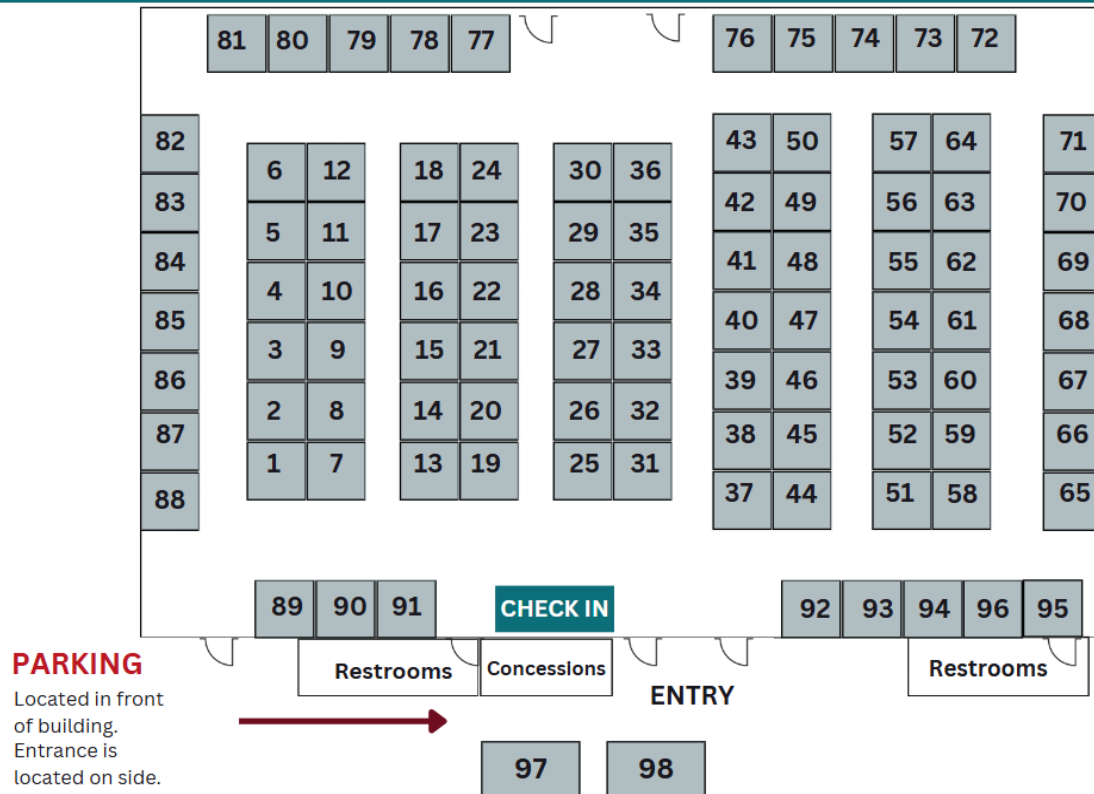 81 80 79 78 77 76 75 74 73 72
82 43 50 57 64 71
6 12 18 24 30 36
83 42 49 56 63 70
5 11 17 23 29 35
84 41 48 55 62 69
4 10 16 22 28 34
85 40 47 54 61 68
3 9 15 21 27 33
86 39 46 53 60 67
2 8 14 20 26 32
87 38 45 52 59 66
1 7 13 19 25 31
88 37 44 51 58 65
89 90 91 CHECK IN 92 93 94 96 95
PARKING
Restrooms Concessions Restrooms
Located in front
of building.
Entrance is
located on side.
ENTRY
97 98